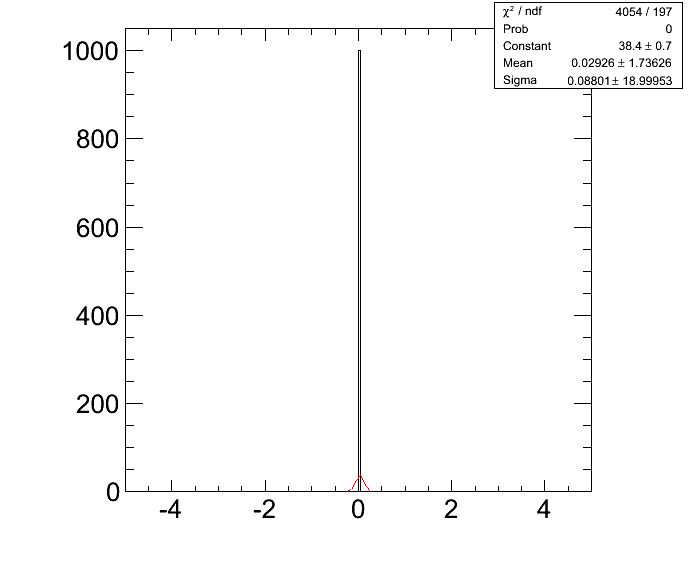 χ² / ndf 4054 / 197
Prob 0
Constant 38.4 ± 0.7
Mean 0.02926 ± 1.73626
Sigma 0.08801± 18.99953
1000
800
600
400
200
0
-4 -2 0 2 4